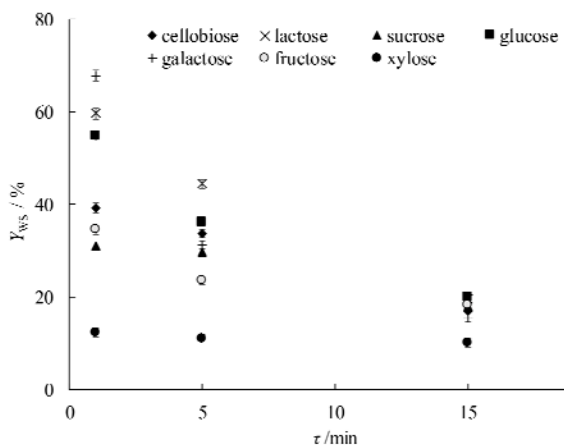 80
cellobiose lactose sucrose glucose
galactose fructose xylose
60
Y_WS / %
40
20
0
0 5 10 15
τ /min